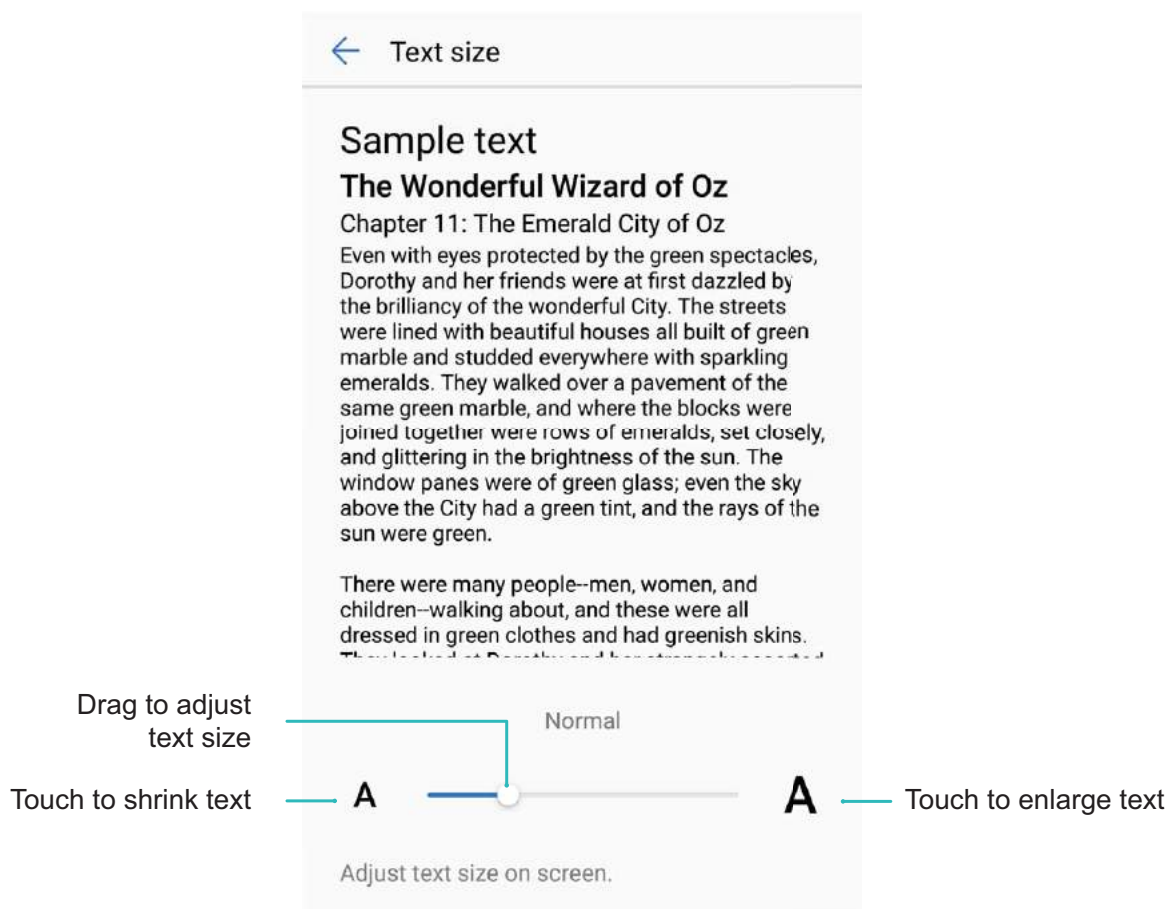 Text size
Sample text
The Wonderful Wizard of Oz
Chapter 11: The Emerald City of Oz
Even with eyes protected by the green spectacles,
Dorothy and her friends were at first dazzled by
the brilliancy of the wonderful City. The streets
were lined with beautiful houses all built of green
marble and studded everywhere with sparkling
emeralds. They walked over a pavement of the
same green marble, and where the blocks were
joined together were rows of emeralds, set closely,
and glittering in the brightness of the sun. The
window panes were of green glass; even the sky
above the City had a green tint, and the rays of the
sun were green.
There were many people--men, women, and
children--walking about, and these were all
dressed in green clothes and had greenish skins.
They looked at Dorothy and her strangely assorted
Drag to adjust
text size
Normal
Touch to shrink text
A
A
Touch to enlarge text
Adjust text size on screen.